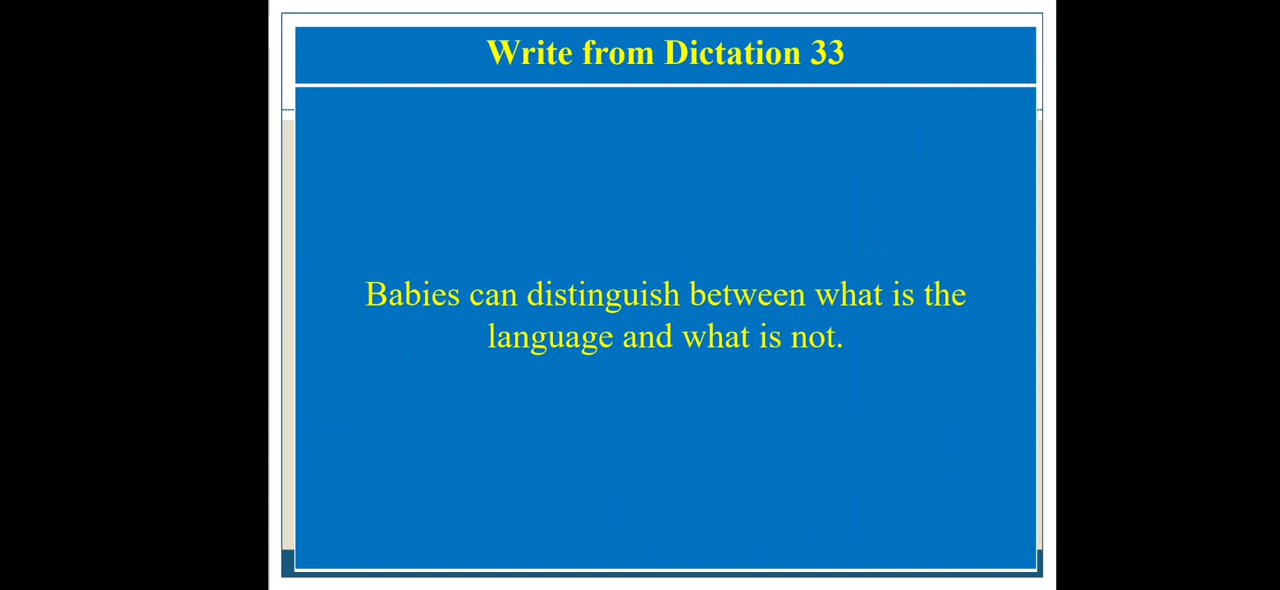 Write from Dictation 33
Babies can distinguish between what is the
language and what is not.